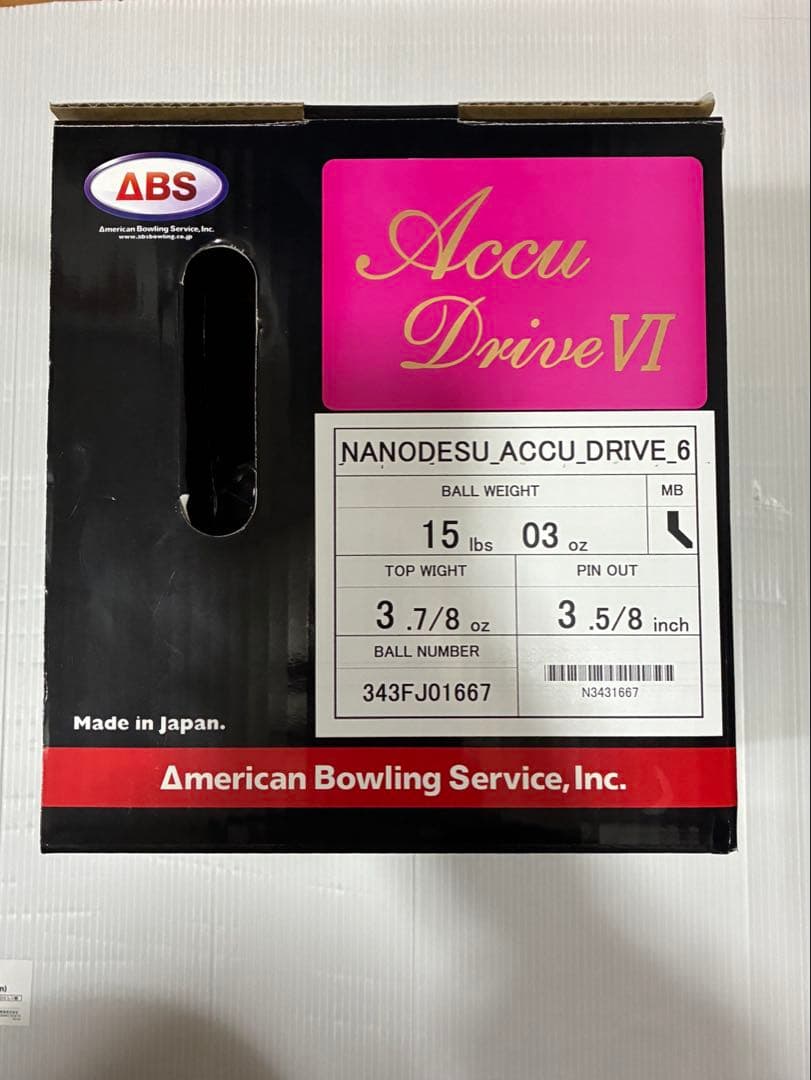 ABS
American Bowling Service, Inc.
www.absbowling.co.jp
Accu
Drive VI
NANODESU_ACCU_DRIVE_6
BALL WEIGHT
MB
15 lbs 03 oz
TOP WIGHT
PIN OUT
3 .7/8 oz
3 .5/8 inch
BALL NUMBER
343FJ01667
N3431667
Made in Japan.
American Bowling Service, Inc.